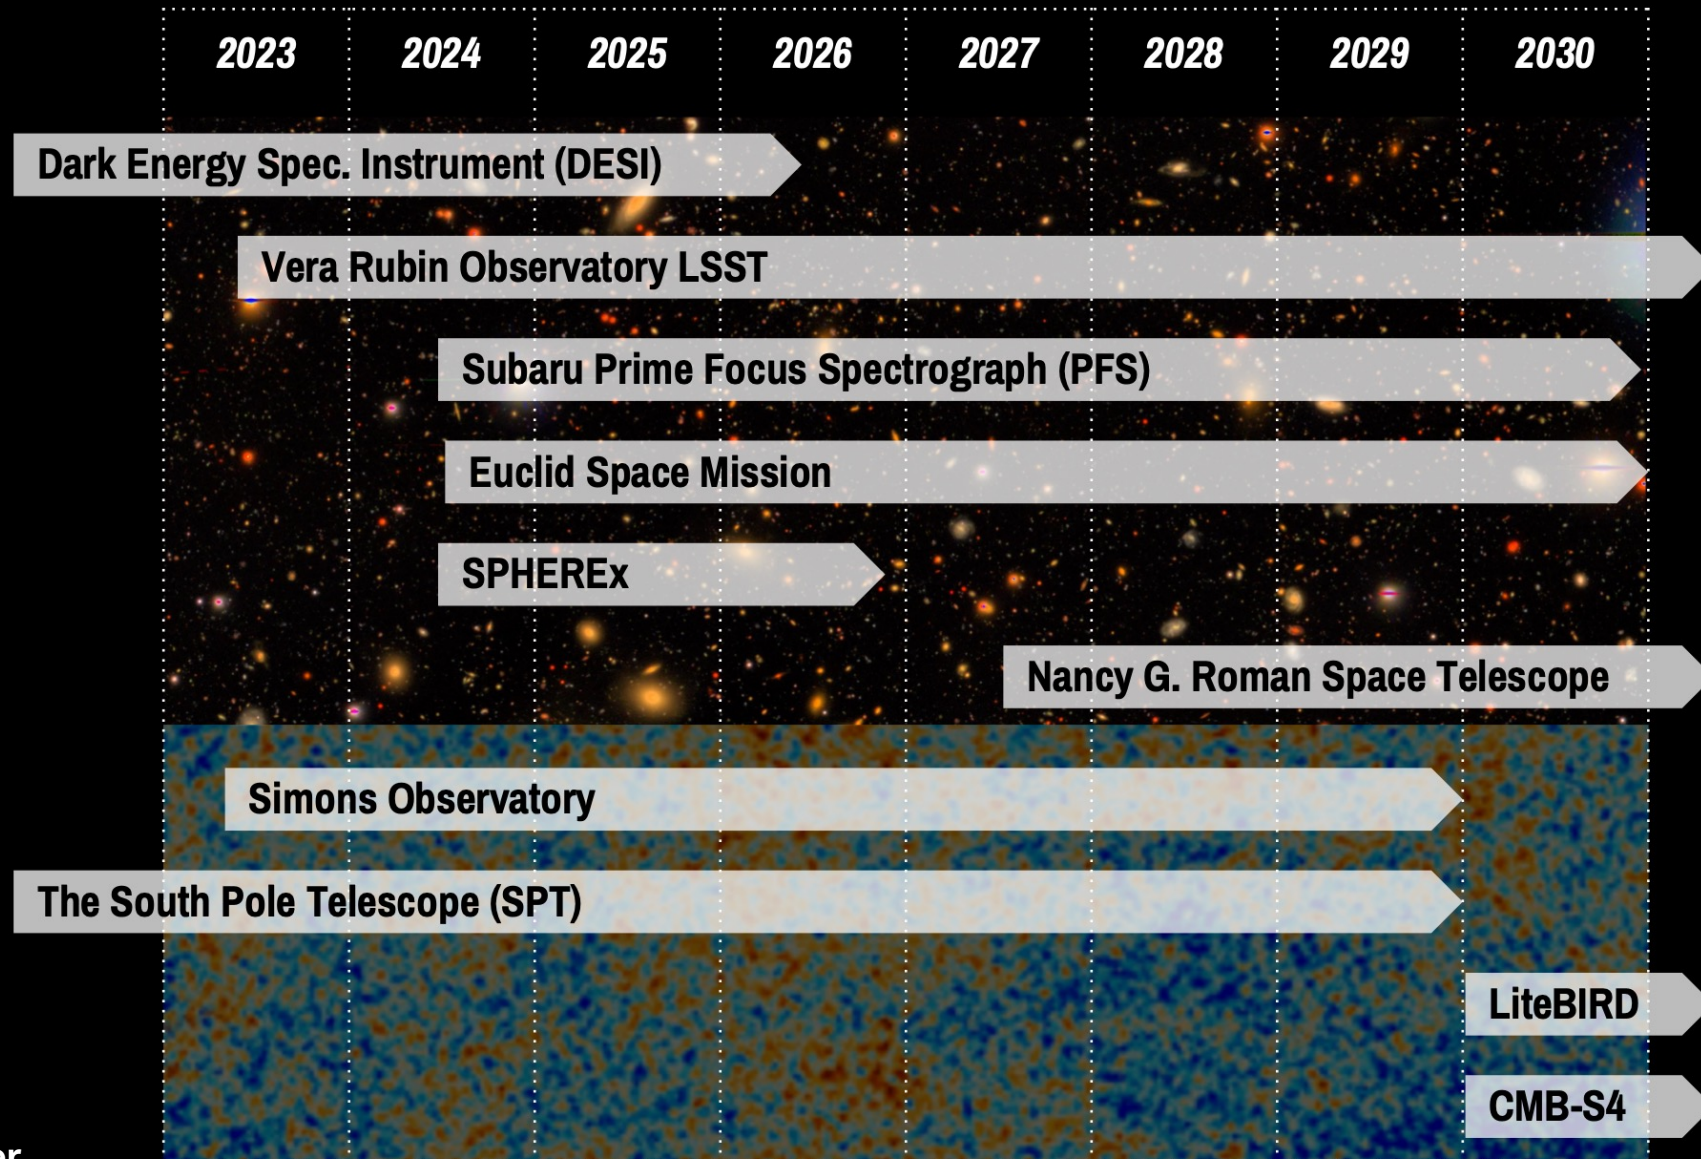 2023 2024 2025 2026 2027 2028 2029 2030
Dark Energy Spec. Instrument (DESI)
Vera Rubin Observatory LSST
Subaru Prime Focus Spectrograph (PFS)
Euclid Space Mission
SPHEREx
Nancy G. Roman Space Telescope
Simons Observatory
The South Pole Telescope (SPT)
LiteBIRD
CMB-S4